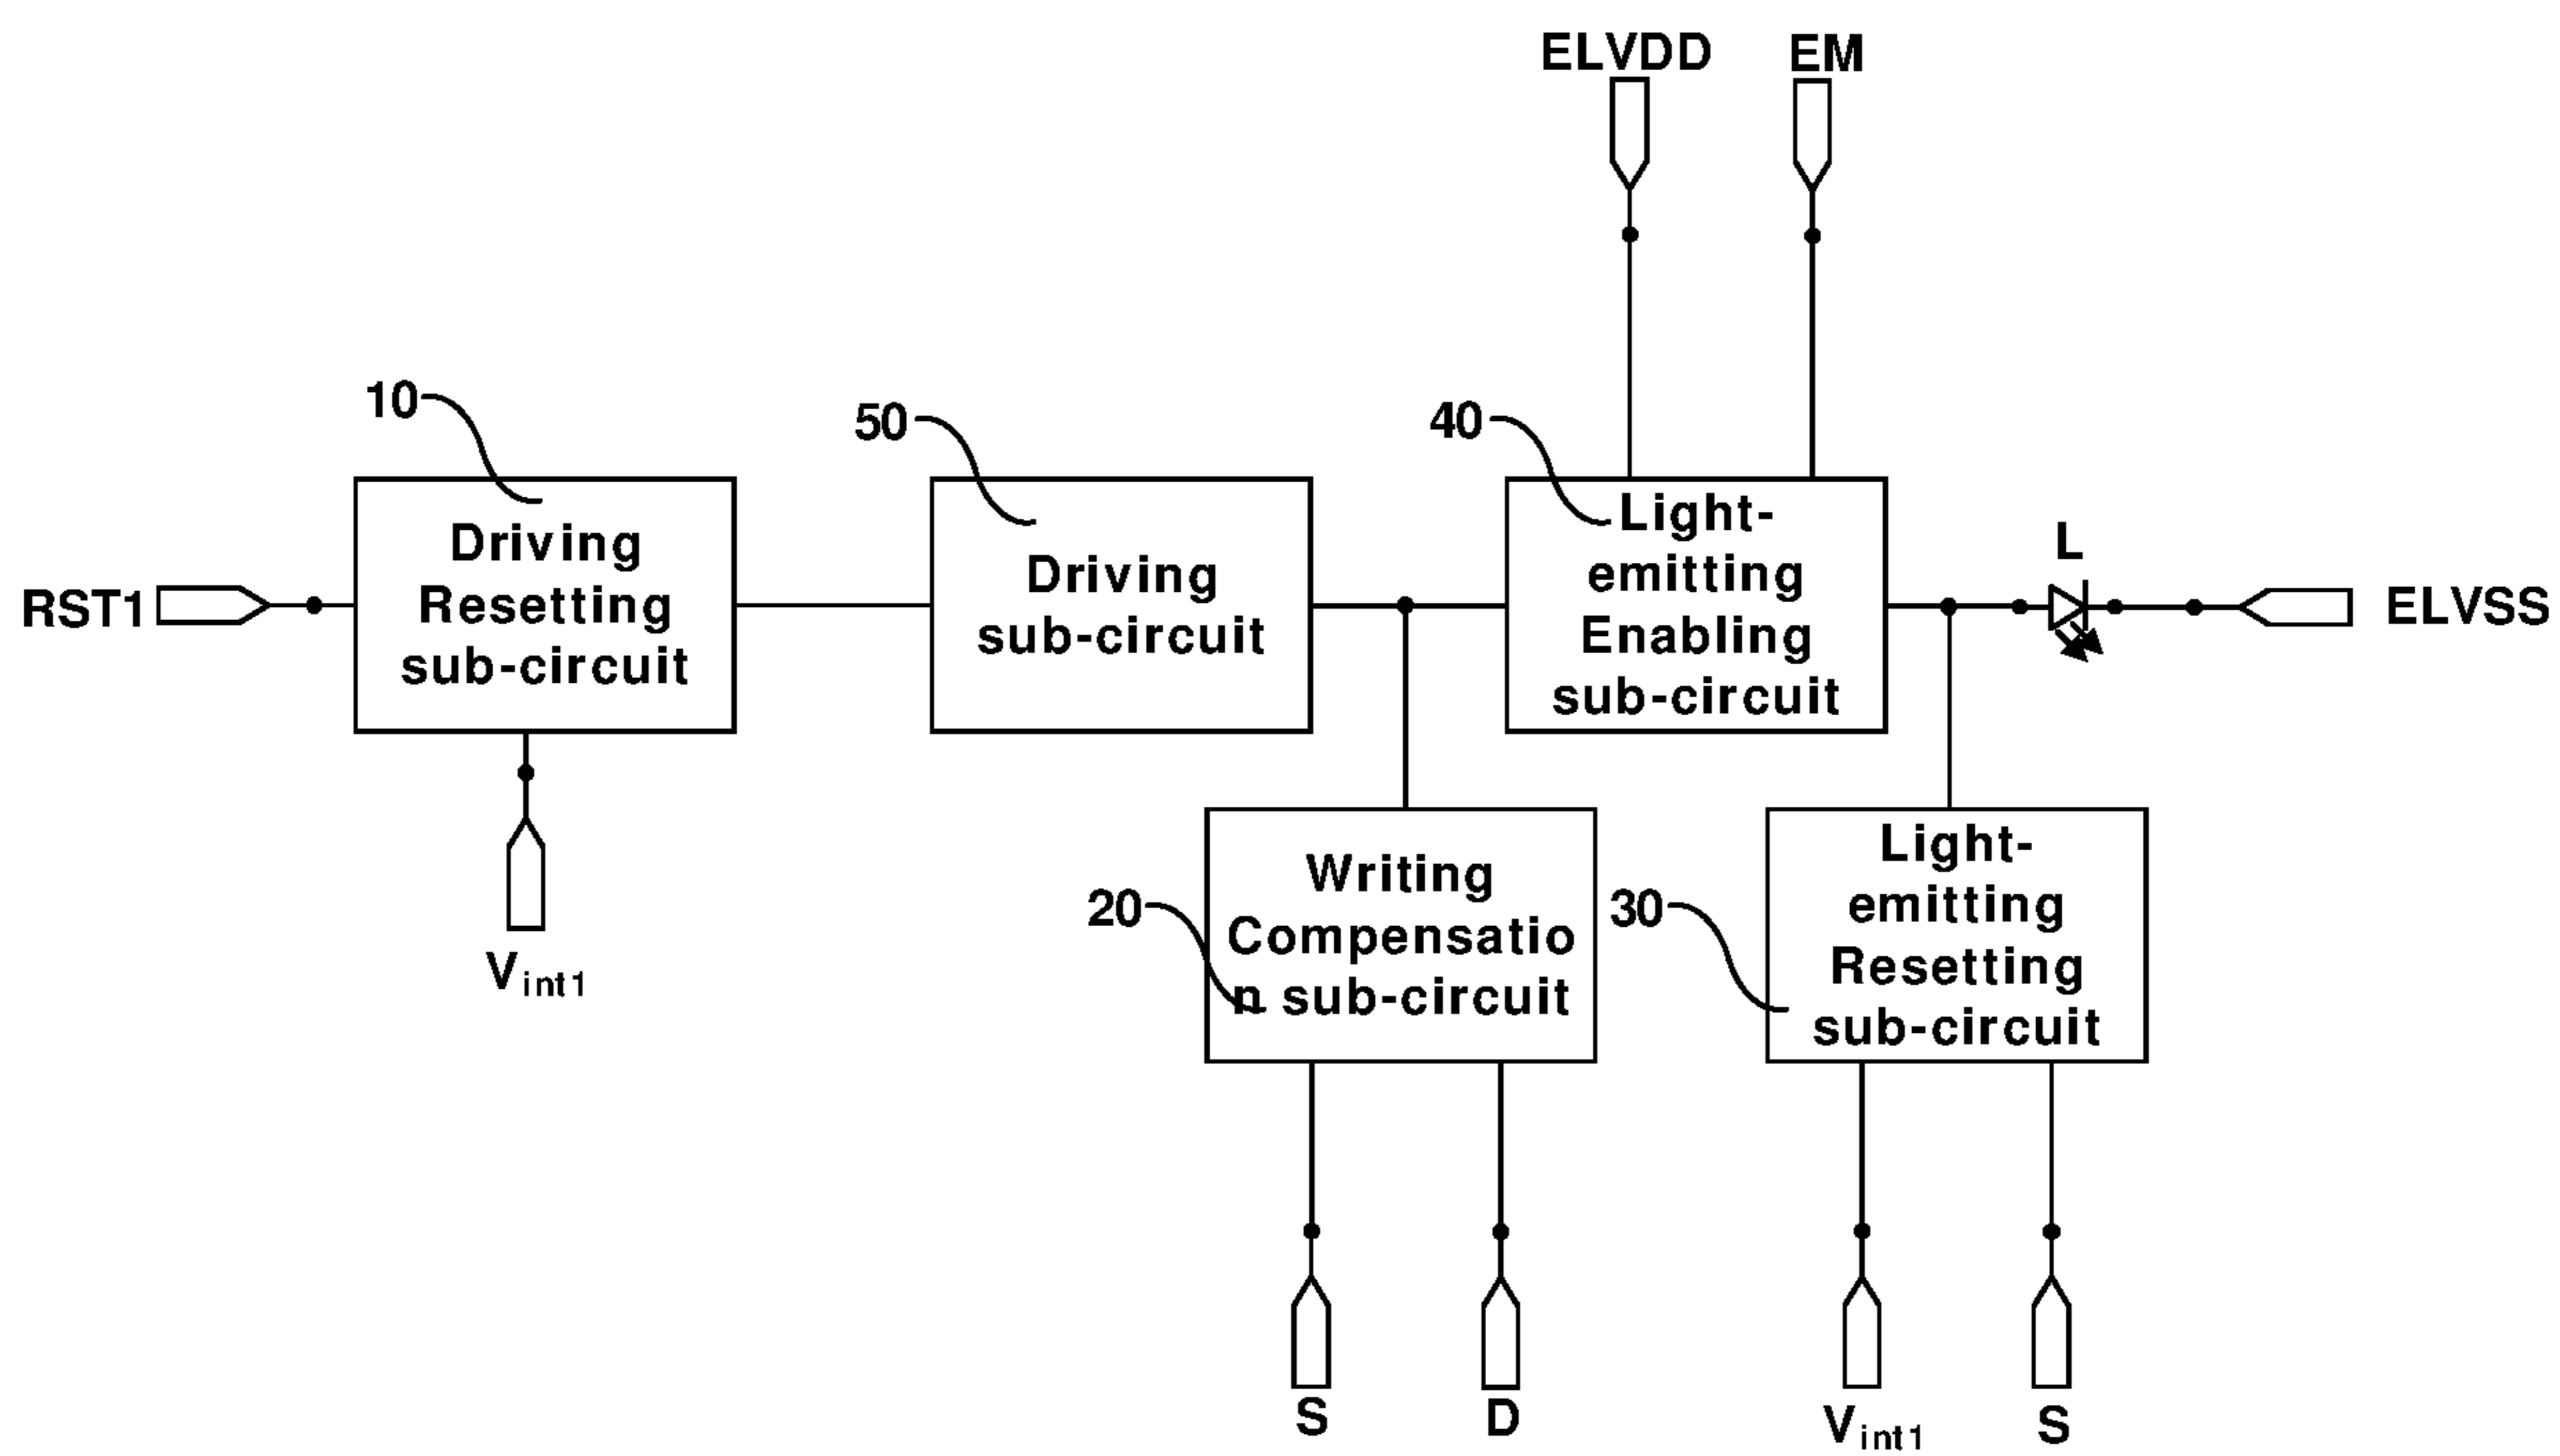 ELVDD
EM
10
50
40
Driving
Resetting
sub-circuit
Driving
sub-circuit
Light-
emitting
Enabling
sub-circuit
L
RST1
ELVSS
Vint1
20
Writing
Compensatio
n sub-circuit
30
Light-
emitting
Resetting
sub-circuit
S
D
Vint1
S